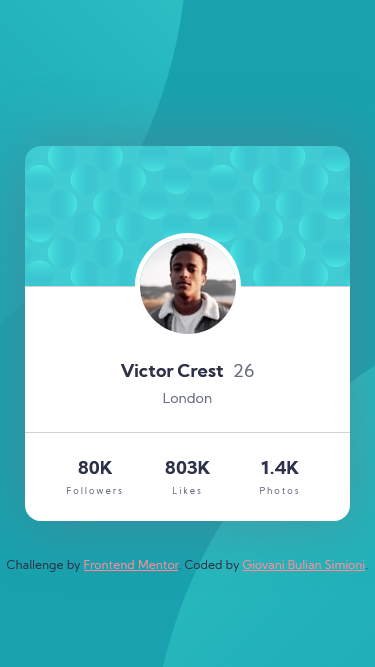 Victor Crest 26
London
80K 803K 1.4K
Followers Likes Photos
Challenge by Frontend Mentor. Coded by Giovani Bulian Simioni.